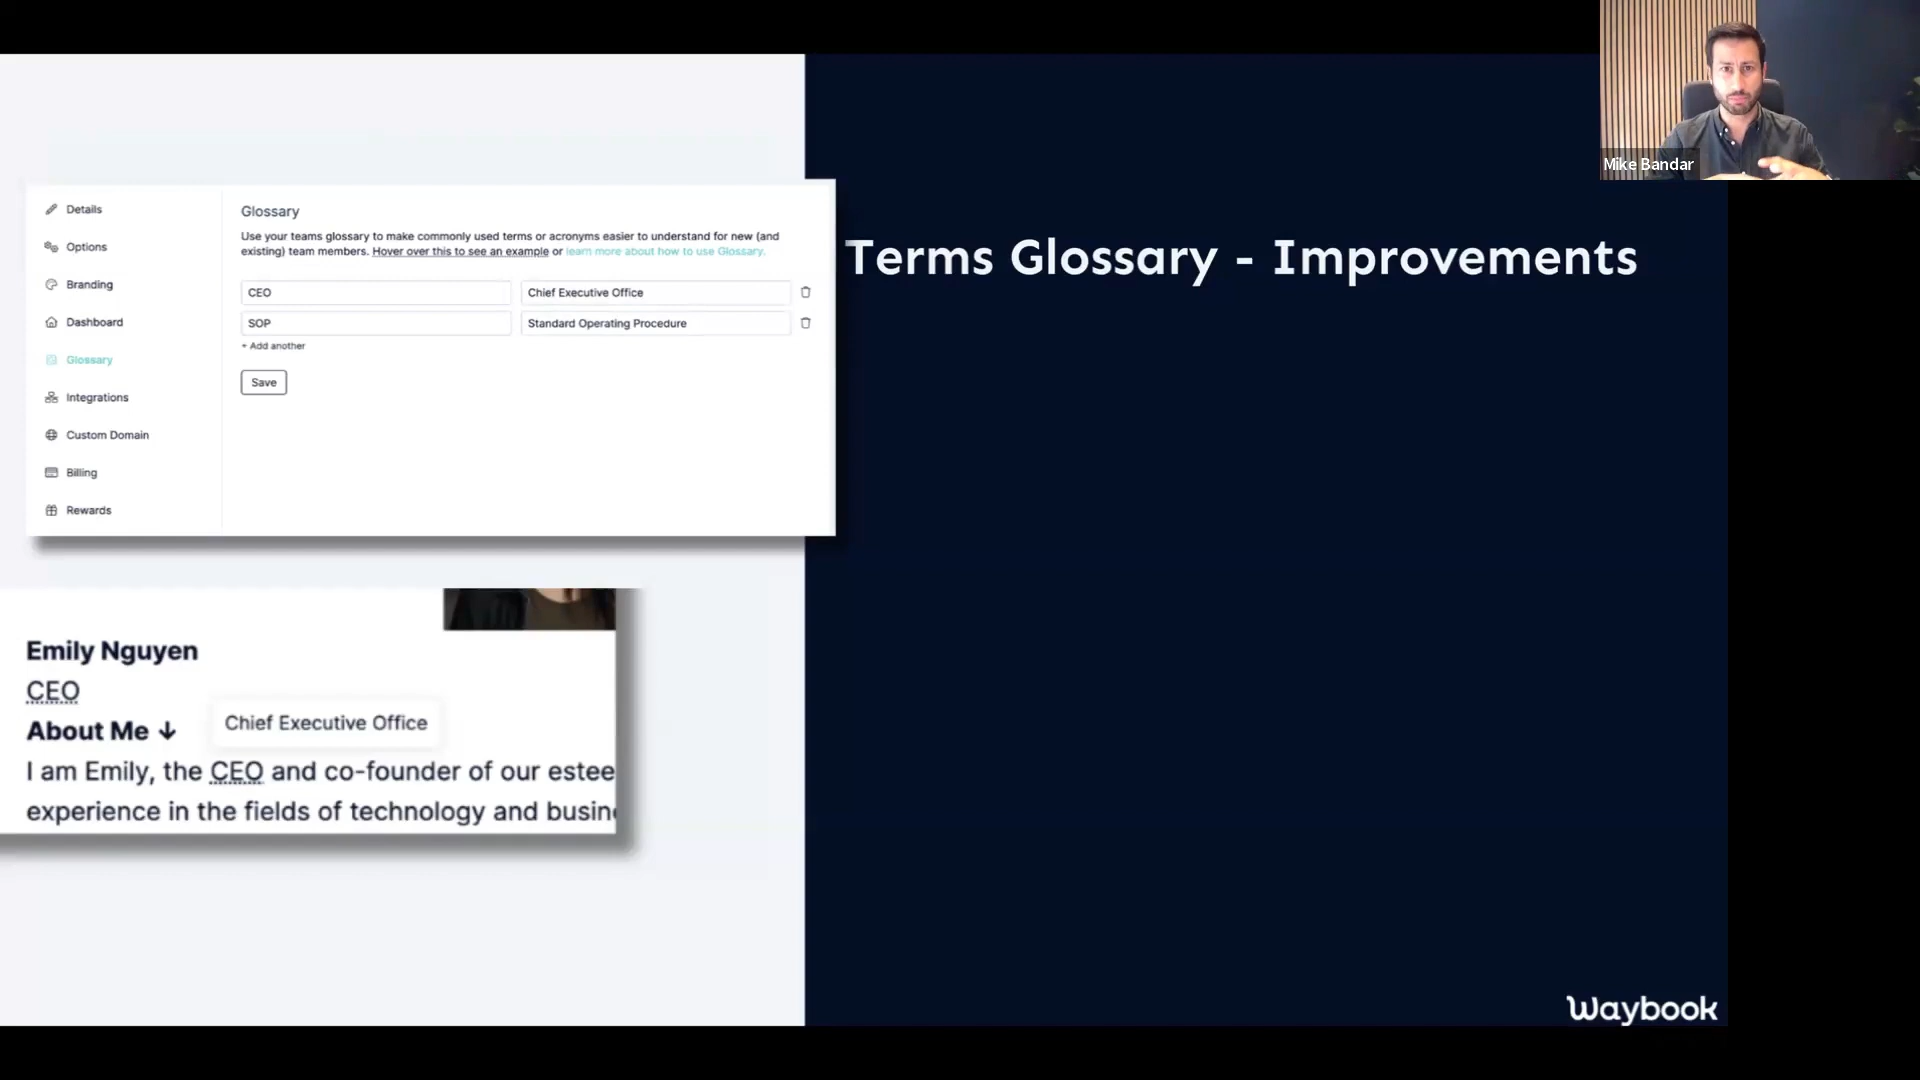 Mike Bandar
Details
Options
Branding
Dashboard
Glossary
Integrations
Custom Domain
Billing
Rewards
Glossary
Use your teams glossary to make commonly used terms or acronyms easier to understand for new (and
existing) team members. Hover over this to see an example or learn more about how to use Glossary.
CEO Chief Executive Office
SOP Standard Operating Procedure
+ Add another
Save
Emily Nguyen
CEO
Chief Executive Office
About Me ↓
I am Emily, the CEO and co-founder of our estee
experience in the fields of technology and busin
Terms Glossary - Improvements
Waybook